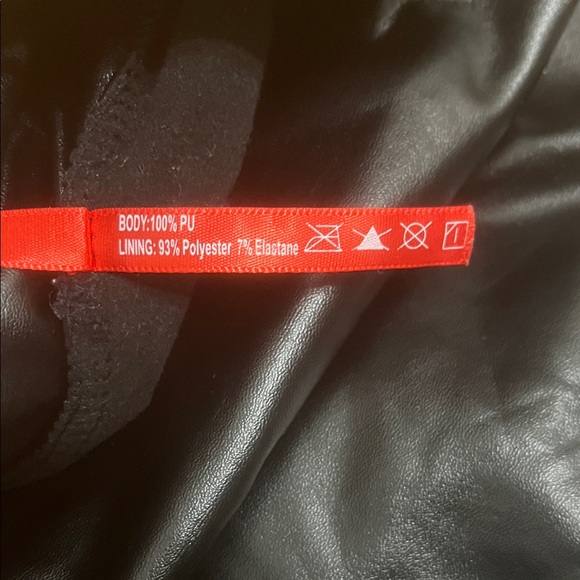 BODY:100% PU
LINING: 93% Polyester 7% Elastane